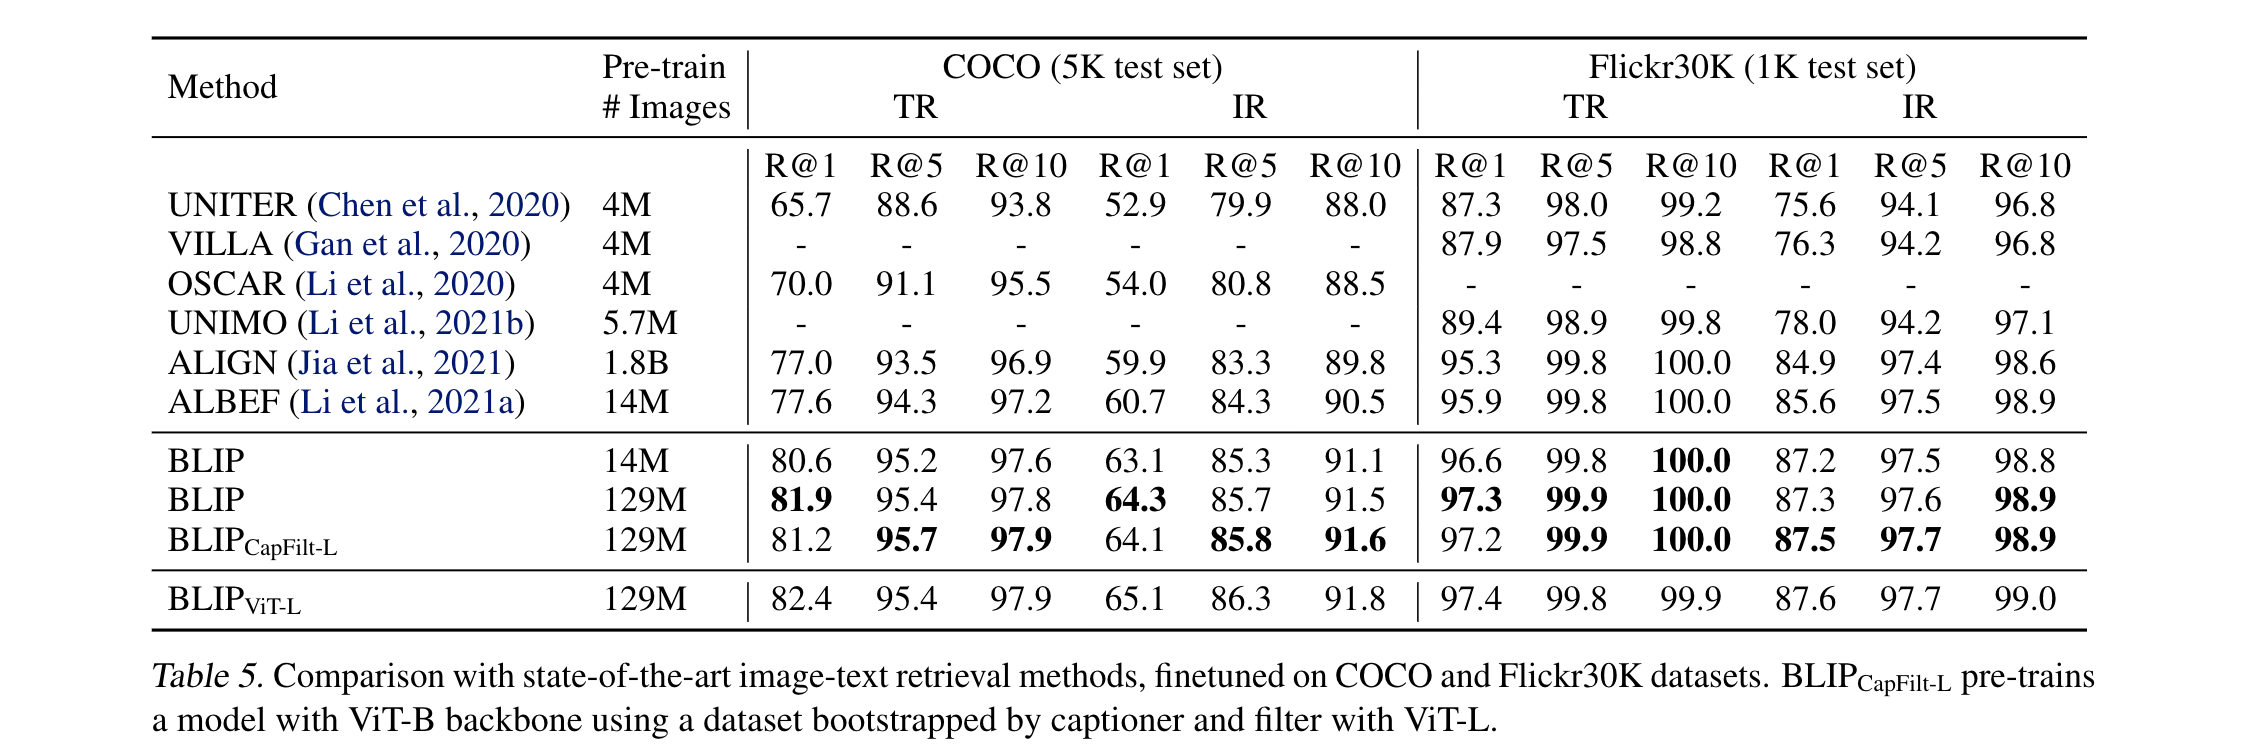 Method Pre-train # Images COCO (5K test set) Flickr30K (1K test set)
TR IR TR IR
R@1 R@5 R@10 R@1 R@5 R@10 R@1 R@5 R@10 R@1 R@5 R@10
UNITER (Chen et al., 2020) 4M 65.7 88.6 93.8 52.9 79.9 88.0 87.3 98.0 99.2 75.6 94.1 96.8
VILLA (Gan et al., 2020) 4M - - - - - - 87.9 97.5 98.8 76.3 94.2 96.8
OSCAR (Li et al., 2020) 4M 70.0 91.1 95.5 54.0 80.8 88.5 - - - - - -
UNIMO (Li et al., 2021b) 5.7M - - - - - - 89.4 98.9 99.8 78.0 94.2 97.1
ALIGN (Jia et al., 2021) 1.8B 77.0 93.5 96.9 59.9 83.3 89.8 95.3 99.8 100.0 84.9 97.4 98.6
ALBEF (Li et al., 2021a) 14M 77.6 94.3 97.2 60.7 84.3 90.5 95.9 99.8 100.0 85.6 97.5 98.9
BLIP 14M 80.6 95.2 97.6 63.1 85.3 91.1 96.6 99.8 100.0 87.2 97.5 98.8
BLIP 129M 81.9 95.4 97.8 64.3 85.7 91.5 97.3 99.9 100.0 87.3 97.6 98.9
BLIPCapFilt-L 129M 81.2 95.7 97.9 64.1 85.8 91.6 97.2 99.9 100.0 87.5 97.7 98.9
BLIPViT-L 129M 82.4 95.4 97.9 65.1 86.3 91.8 97.4 99.8 99.9 87.6 97.7 99.0
Table 5. Comparison with state-of-the-art image-text retrieval methods, finetuned on COCO and Flickr30K datasets. BLIPCapFilt-L pre-trains
a model with ViT-B backbone using a dataset bootstrapped by captioner and filter with ViT-L.